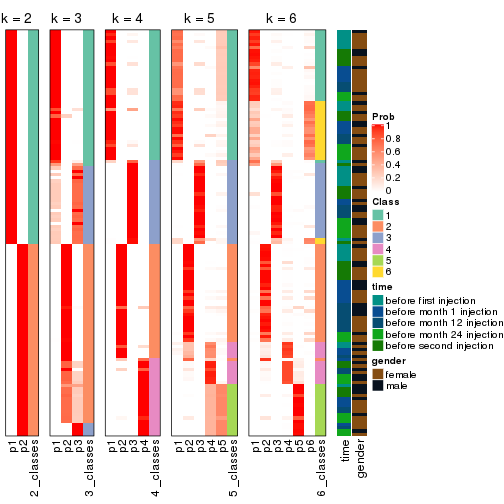 k = 2
k = 3
k = 4
k = 5
k = 6
Prob
1
0.8
0.6
0.4
0.2
0
Class
1
2
3
4
5
6
time
before first injection
before month 1 injection
before month 12 injection
before month 24 injection
before second injection
gender
female
male
p1
p2
2_classes
p1
p2
p3
3_classes
p1
p2
p3
p4
4_classes
p1
p2
p3
p4
p5
5_classes
p1
p2
p3
p4
p5
p6
6_classes
time
gender